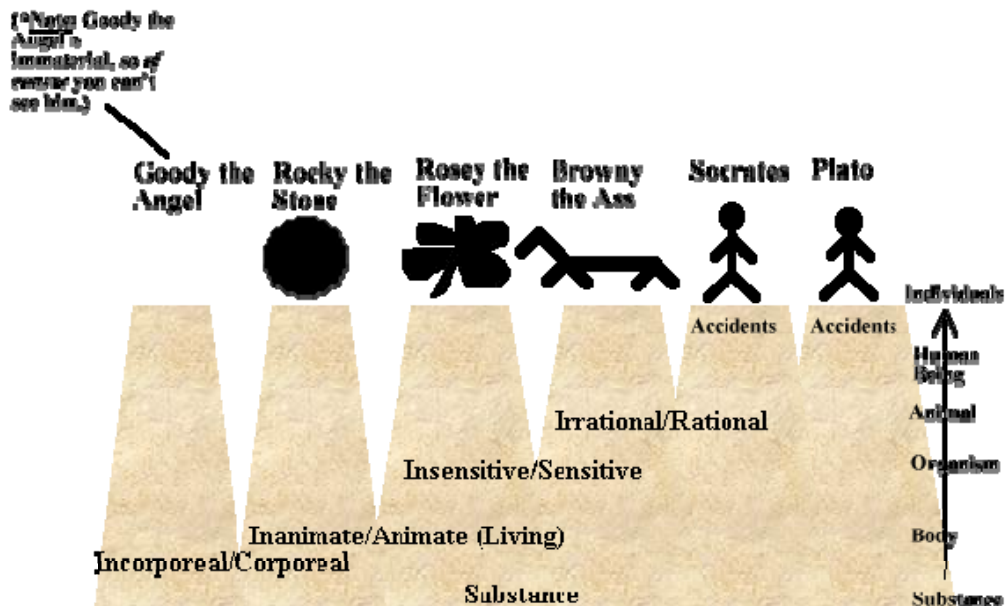 (*Note: Goody the
Angel is
immaterial, so of
course you can't
see him.)
Goody the
Angel
Rocky the
Stone
Rosey the
Flower
Browny
the Ass
Socrates
Plato
Individuals
Accidents
Accidents
Human
Being
Animal
Irrational/Rational
Organism
Insensitive/Sensitive
Body
Inanimate/Animate (Living)
Incorporeal/Corporeal
Substance
Substance